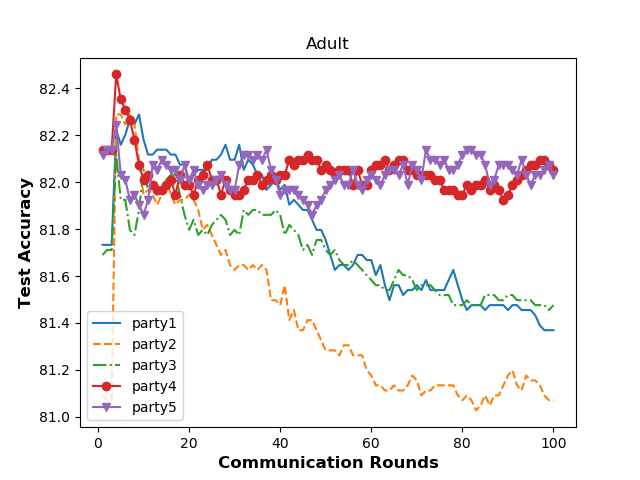 Adult
Test Accuracy
82.4
82.2
82.0
81.8
81.6
81.4
81.2
81.0
party1
party2
party3
party4
party5
0 20 40 60 80 100
Communication Rounds